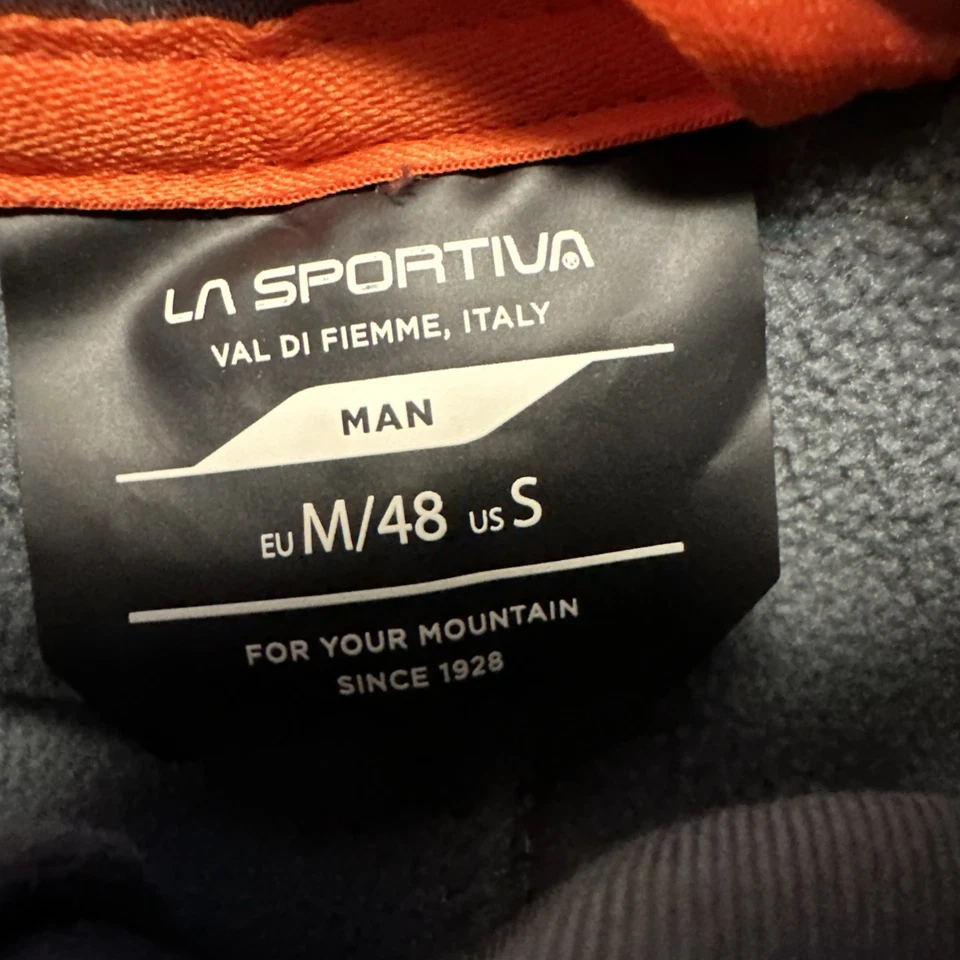 LA SPORTIVA
VAL DI FIEMME, ITALY
MAN
EU M/48 US S
FOR YOUR MOUNTAIN
SINCE 1928